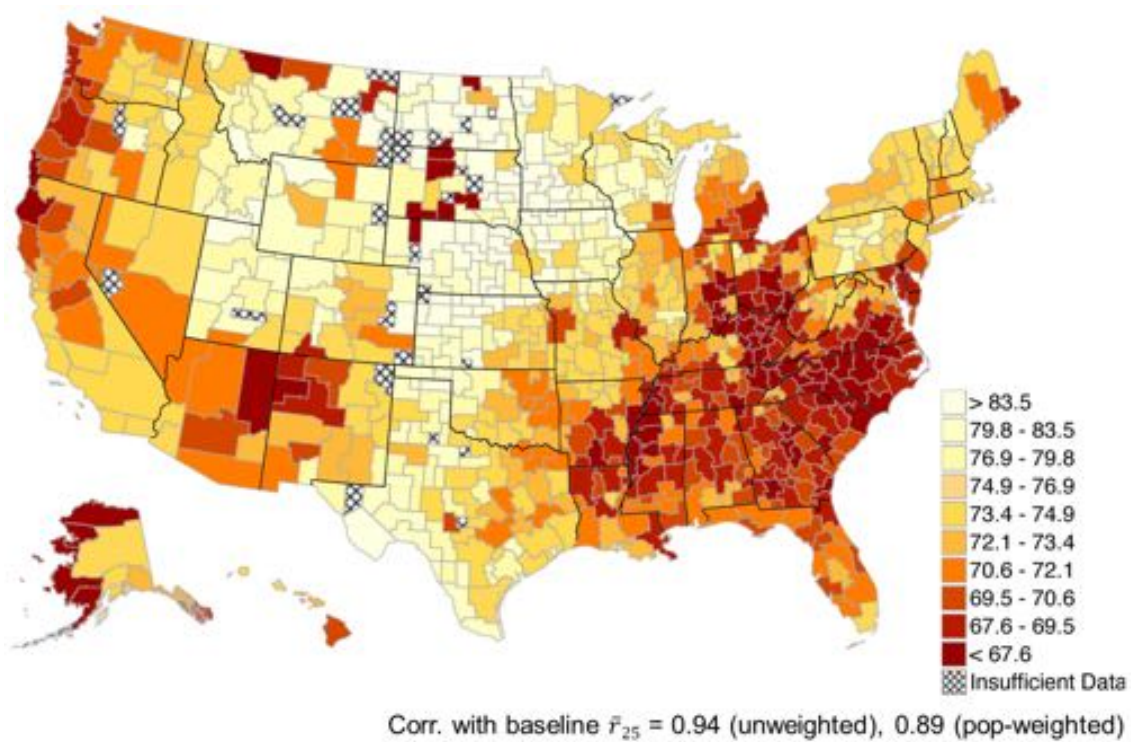 > 83.5
79.8 - 83.5
76.9 - 79.8
74.9 - 76.9
73.4 - 74.9
72.1 - 73.4
70.6 - 72.1
69.5 - 70.6
67.6 - 69.5
< 67.6
Insufficient Data
Corr. with baseline r̄₂₅ = 0.94 (unweighted), 0.89 (pop-weighted)